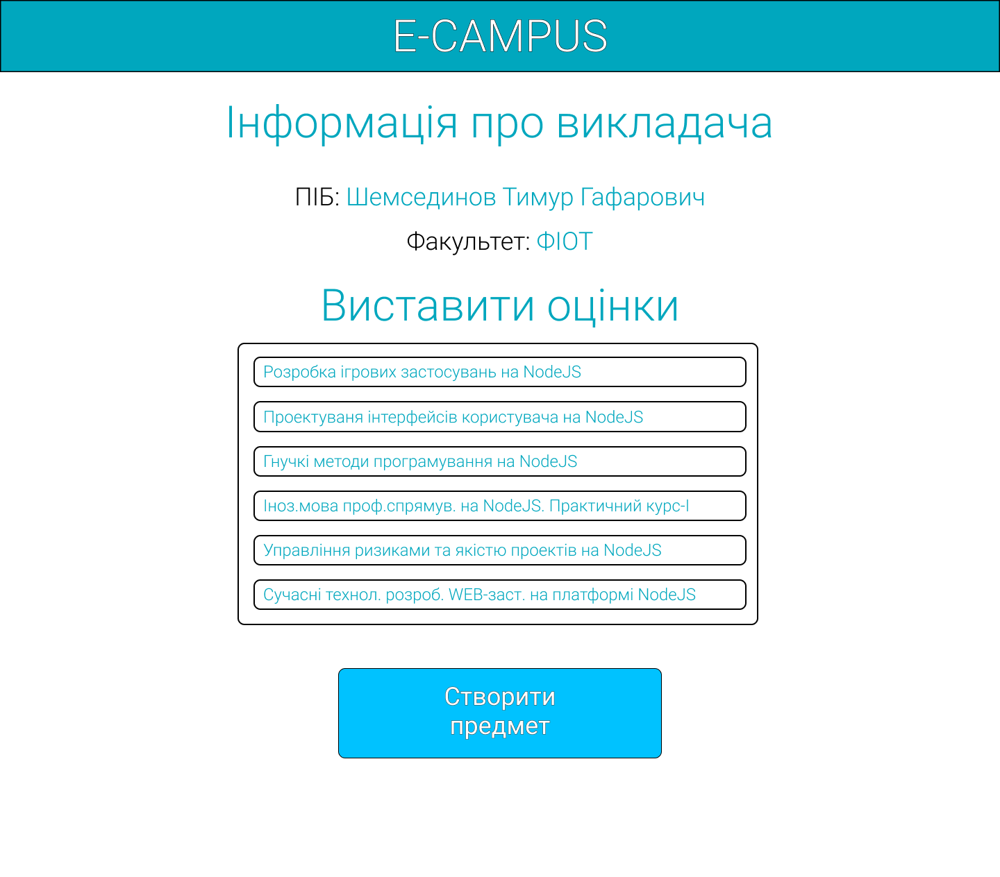 E-CAMPUS
Інформація про викладача
ПІБ: Шемсединов Тимур Гафарович
Факультет: ФІОТ
Виставити оцінки
Розробка ігрових застосувань на NodeJS
Проектуваня інтерфейсів користувача на NodeJS
Гнучкі методи програмування на NodeJS
Іноз.мова проф.спрямув. на NodeJS. Практичний курс-І
Управління ризиками та якістю проектів на NodeJS
Сучасні технол. розроб. WEB-заст. на платформі NodeJS
Створити
предмет